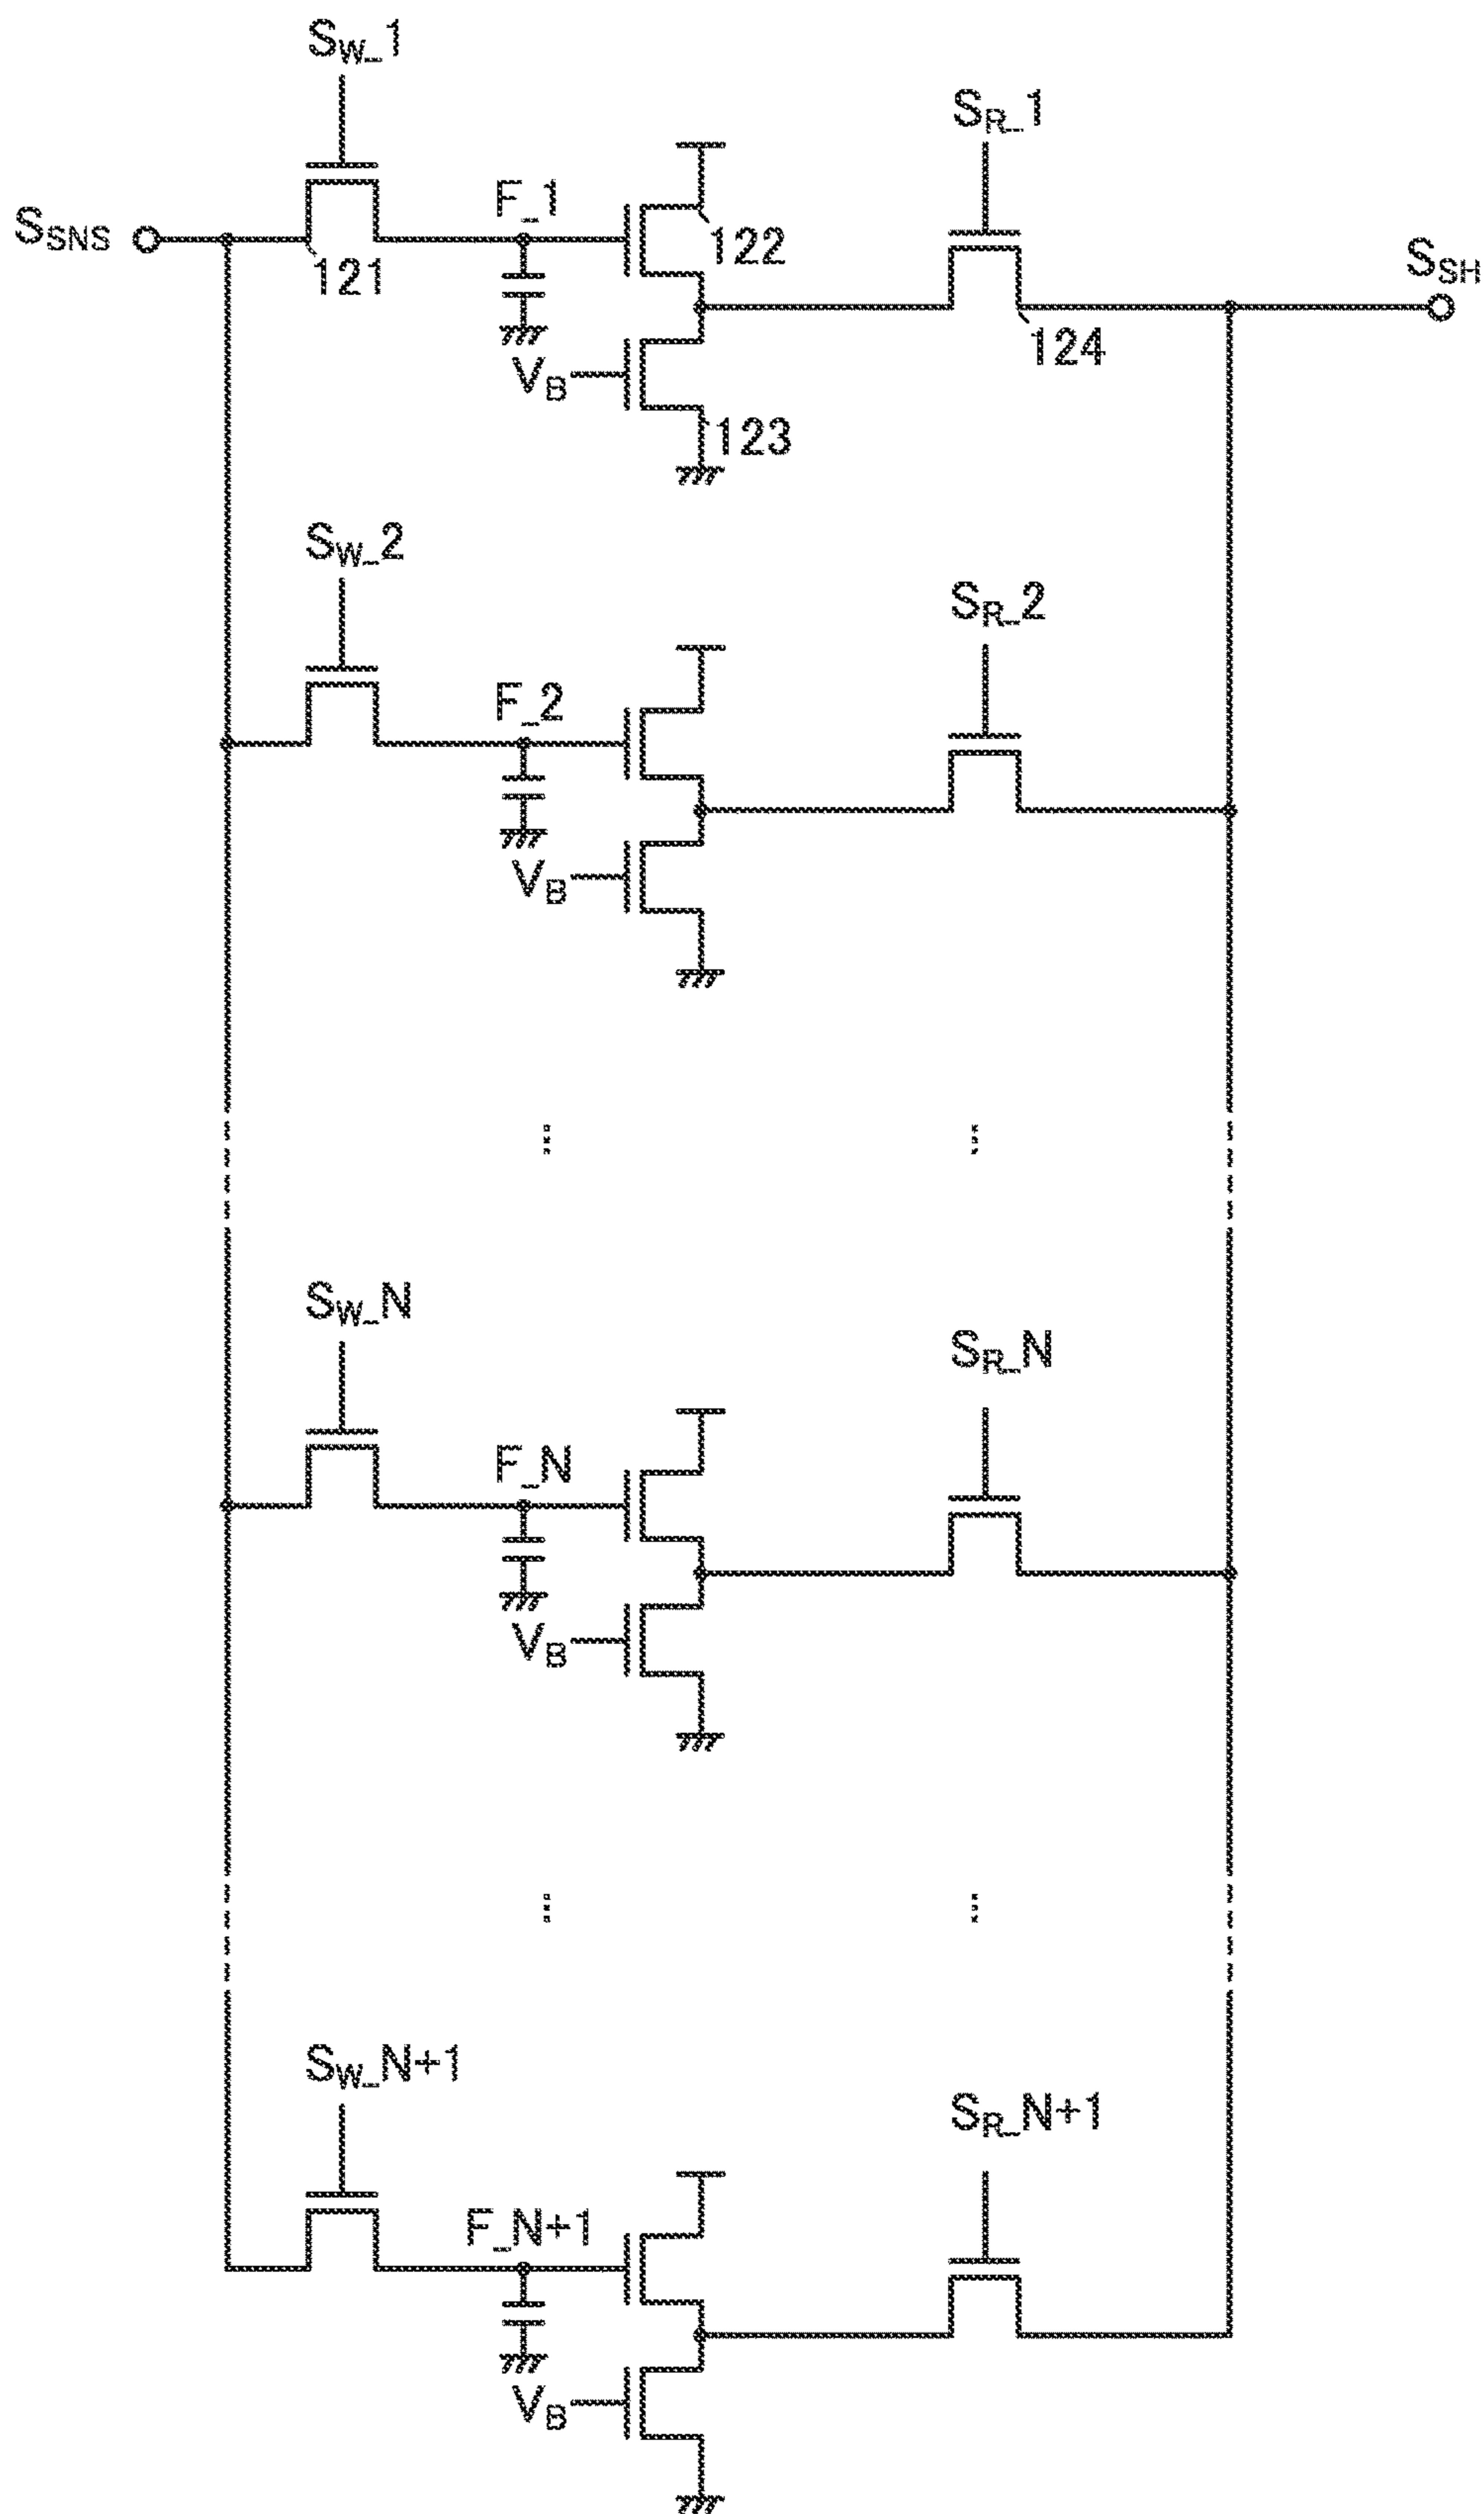 SW_1
SR_1
F_1
SSNS
122
121
SSH
124
VB
123
SW_2
SR_2
F_2
VB
SW_N
SR_N
F_N
VB
SW_N+1
SR_N+1
F_N+1
VB